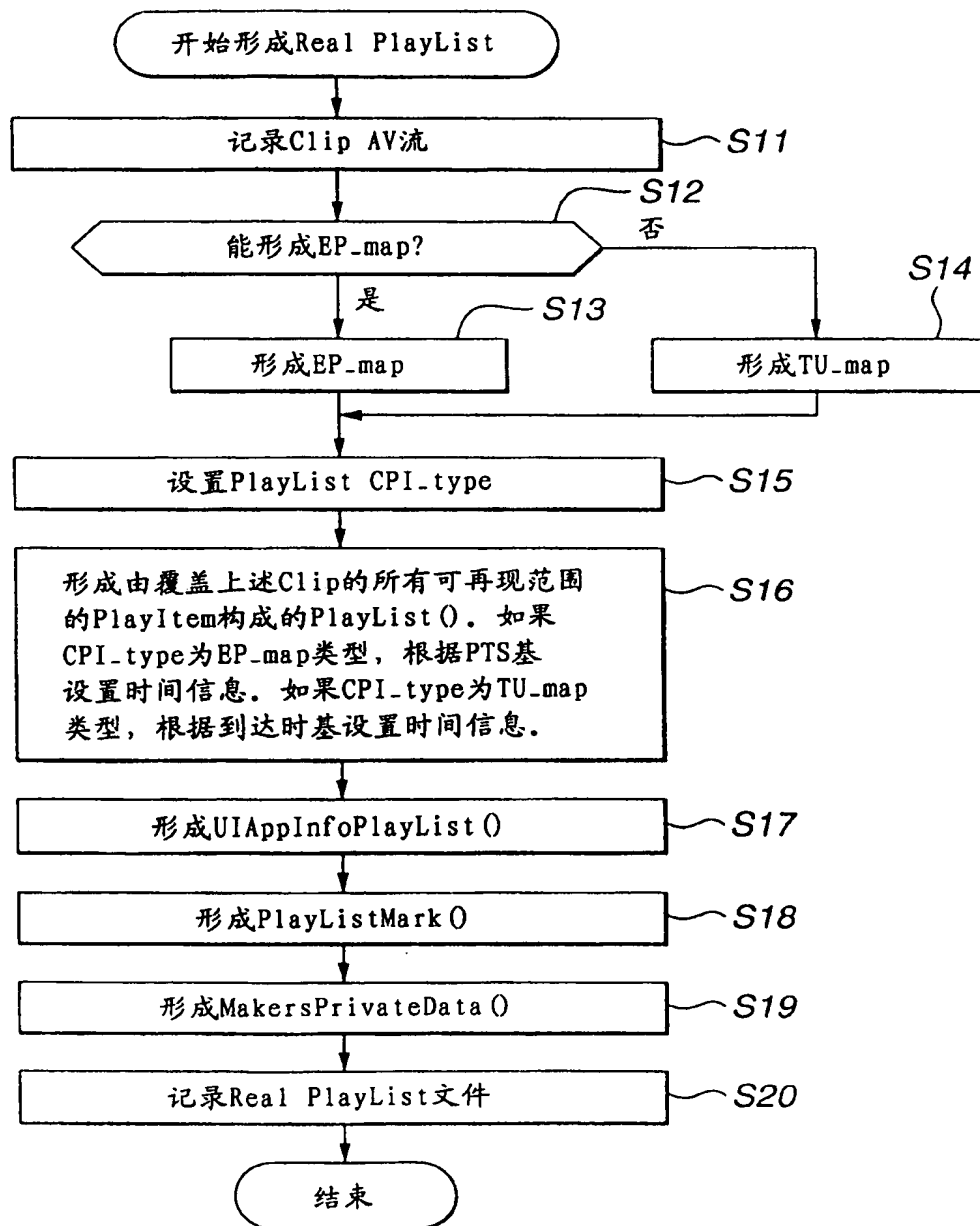 开始形成Real PlayList
记录Clip AV流
S11
S12
能形成EP_map?
否
S14
是
S13
形成EP_map
形成TU_map
设置PlayList CPI_type
S15
形成由覆盖上述Clip的所有可再现范围
的PlayItem构成的PlayList()。如果
CPI_type为EP_map类型，根据PTS基
设置时间信息。如果CPI_type为TU_map
类型，根据到达时基设置时间信息。
S16
形成UIAppInfoPlayList()
S17
形成PlayListMark()
S18
形成MakersPrivateData()
S19
记录Real PlayList文件
S20
结束